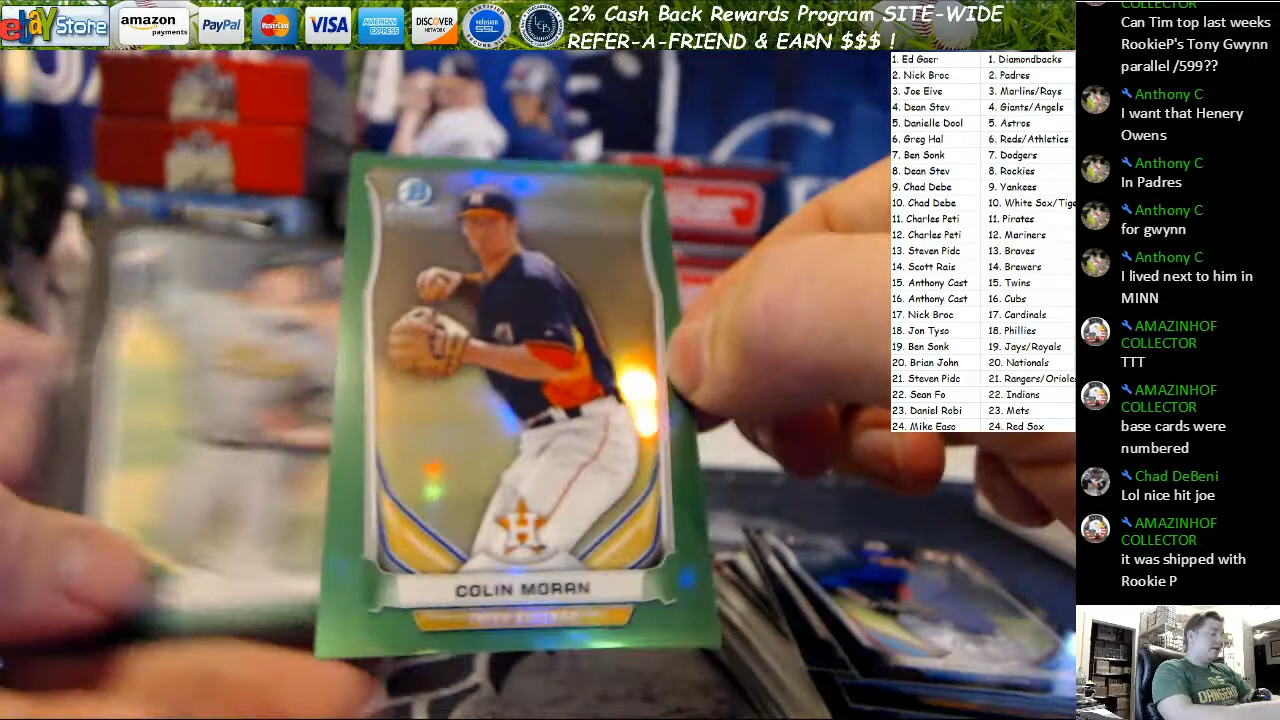 ebay Store
amazon
payments
PayPal
MasterCard
VISA
AMERICAN
EXPRESS
DISCOVER
NETWORK
volusion
SSL
2% Cash Back Rewards Program SITE-WIDE
REFER-A-FRIEND & EARN $$$ !
1. Ed Gaer 1. Diamondbacks
2. Nick Broc 2. Padres
3. Joe Eive 3. Marlins/Rays
4. Dean Stev 4. Giants/Angels
5. Danielle Dool 5. Astros
6. Greg Hal 6. Reds/Athletics
7. Ben Sonk 7. Dodgers
8. Dean Stev 8. Rockies
9. Chad Debe 9. Yankees
10. Chad Debe 10. White Sox/Tige
11. Charles Peti 11. Pirates
12. Charles Peti 12. Mariners
13. Steven Pidc 13. Braves
14. Scott Rais 14. Brewers
15. Anthony Cast 15. Twins
16. Anthony Cast 16. Cubs
17. Nick Broc 17. Cardinals
18. Jon Tyso 18. Phillies
19. Ben Sonk 19. Jays/Royals
20. Brian John 20. Nationals
21. Steven Pidc 21. Rangers/Oriole
22. Sean Fo 22. Indians
23. Daniel Robi 23. Mets
24. Mike Easo 24. Red Sox
COLLECTOR
Can Tim top last weeks
RookieP's Tony Gwynn
parallel /599??
Anthony C
I want that Henery
Owens
Anthony C
In Padres
Anthony C
for gwynn
Anthony C
I lived next to him in
MINN
AMAZINHOF
COLLECTOR
TTT
AMAZINHOF
COLLECTOR
base cards were
numbered
Chad DeBeni
Lol nice hit joe
AMAZINHOF
COLLECTOR
it was shipped with
Rookie P
H
COLIN MORAN